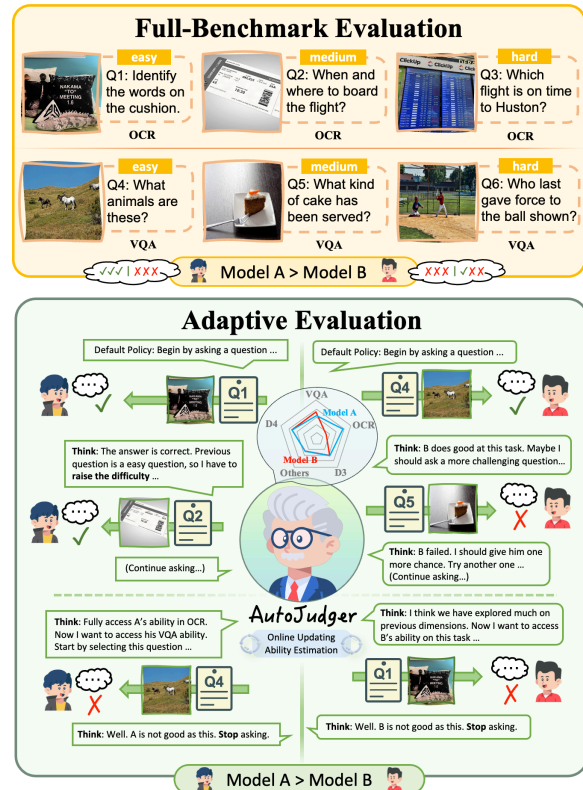 Full-Benchmark Evaluation
easy
Q1: Identify
the words on
the cushion.
OCR
medium
Q2: When and
where to board
the flight?
OCR
hard
Q3: Which
flight is on time
to Huston?
OCR
NAKAMA
"TO"
MEETING
1.0
ClickUp
ClickUp
easy
Q4: What
animals are
these?
VQA
medium
Q5: What kind
of cake has
been served?
VQA
hard
Q6: Who last
gave force to
the ball shown?
VQA
✓✓✓ | ✗✗✗
Model A > Model B
✗✗✗ | ✓✗✗
Adaptive Evaluation
Default Policy: Begin by asking a question ...
Default Policy: Begin by asking a question ...
Q1
Q4
VQA
Model A
D4
OCR
Model B
Others
D3
Think: The answer is correct. Previous
question is a easy question, so I have to
raise the difficulty ...
Think: B does good at this task. Maybe I
should ask a more challenging question...
Q2
Q5
(Continue asking...)
Think: B failed. I should give him one
more chance. Try another one ...
(Continue asking...)
AutoJudger
Online Updating
Ability Estimation
Think: Fully access A's ability in OCR.
Now I want to access his VQA ability.
Start by selecting this question ...
Think: I think we have explored much on
previous dimensions. Now I want to access
B's ability on this task ...
Q4
Q1
Think: Well. A is not good as this. Stop asking.
Think: Well. B is not good as this. Stop asking.
Model A > Model B